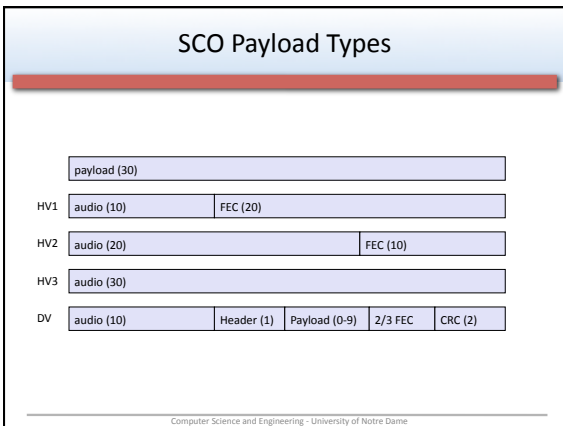 SCO Payload Types
payload (30)
HV1 audio (10) FEC (20)
HV2 audio (20) FEC (10)
HV3 audio (30)
DV audio (10) Header (1) Payload (0-9) 2/3 FEC CRC (2)
Computer Science and Engineering - University of Notre Dame